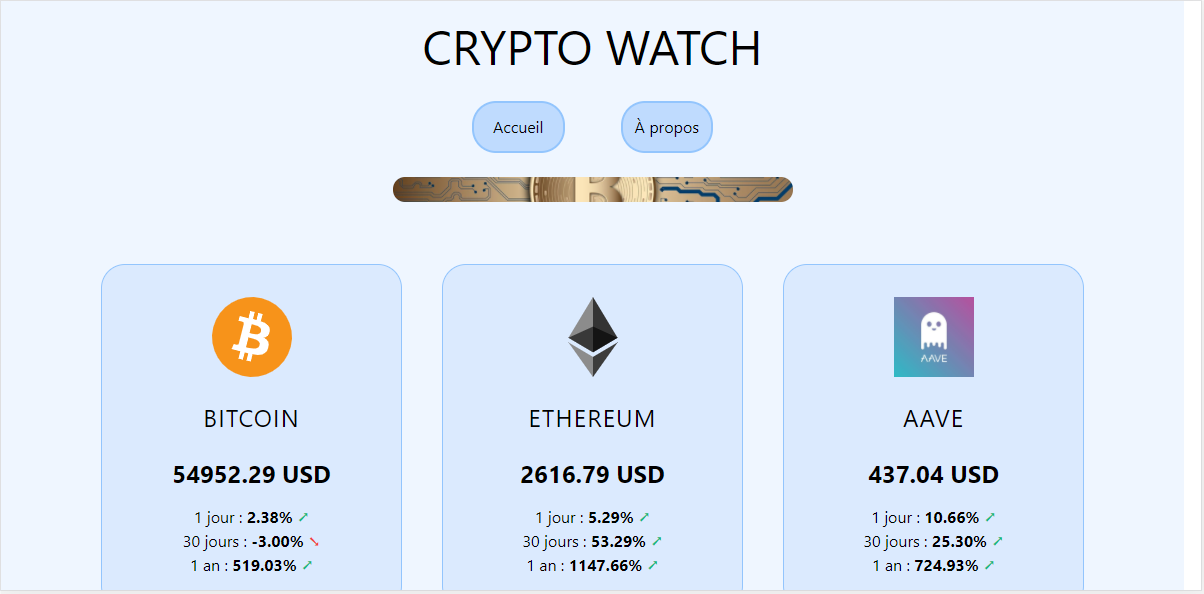 CRYPTO WATCH
Accueil
À propos
BITCOIN
54952.29 USD
1 jour : 2.38%
30 jours : -3.00%
1 an : 519.03%
ETHEREUM
2616.79 USD
1 jour : 5.29%
30 jours : 53.29%
1 an : 1147.66%
AAVE
AAVE
437.04 USD
1 jour : 10.66%
30 jours : 25.30%
1 an : 724.93%